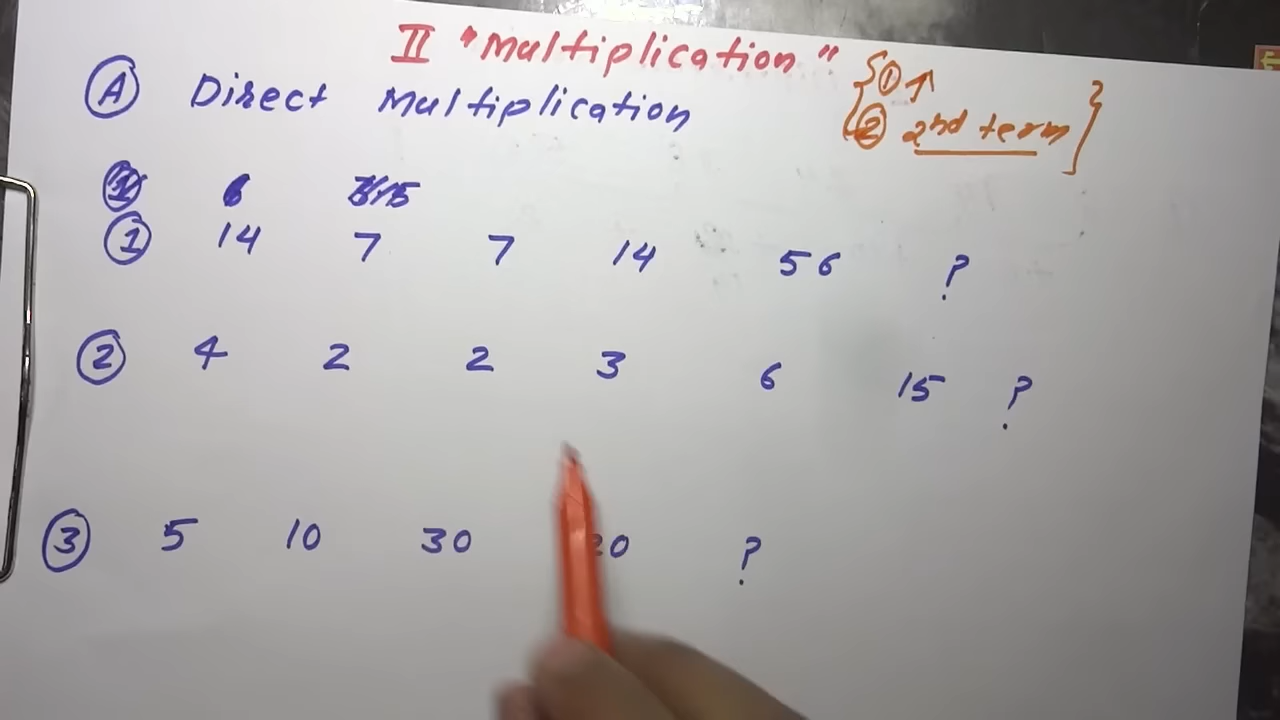 II "Multiplication"
{① ↑
② 2nd term}
Ⓐ Direct Multiplication
① 14 7 7 14 56 ?
② 4 2 2 3 6 15 ?
③ 5 10 30 20 ?